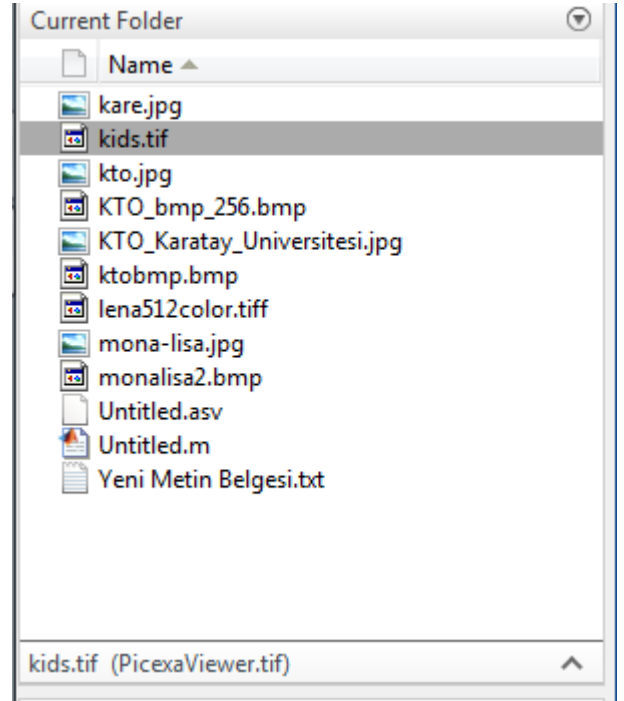 Current Folder
Name
kare.jpg
kids.tif
kto.jpg
KTO_bmp_256.bmp
KTO_Karatay_Universitesi.jpg
ktobmp.bmp
lena512color.tiff
mona-lisa.jpg
monalisa2.bmp
Untitled.asv
Untitled.m
Yeni Metin Belgesi.txt
kids.tif (PicexaViewer.tif)